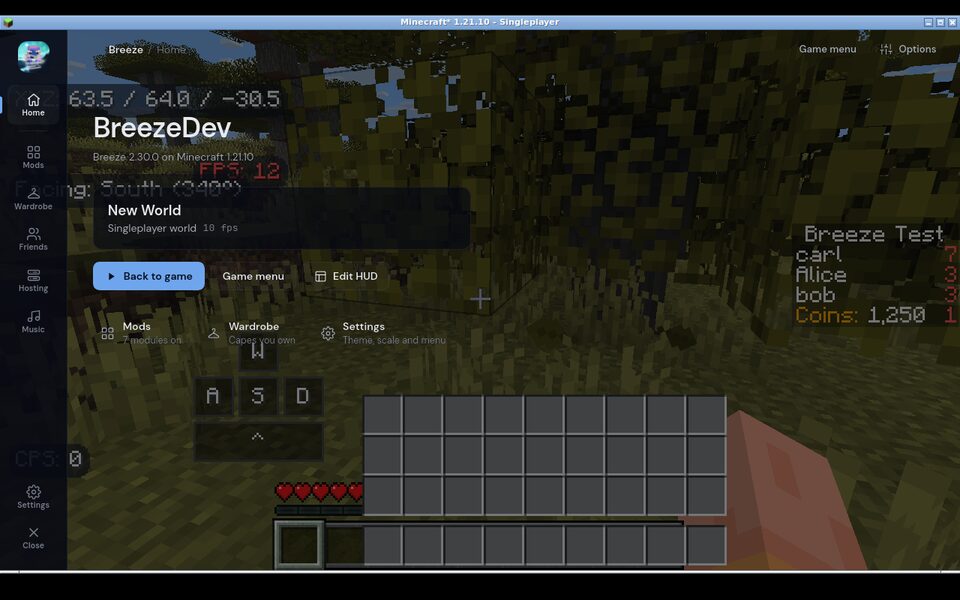 Minecraft* 1.21.10 - Singleplayer
Breeze / Home
Game menu
Options
63.5 / 64.0 / -30.5
Home
BreezeDev
Breeze 2.30.0 on Minecraft 1.21.10
FPS: 12
Mods
Facing: South (340°)
Wardrobe
New World
Singleplayer world 10 fps
Friends
Breeze Test
carl 7
Alice 3
bob 3
Coins: 1,250 1
Hosting
Back to game
Game menu
Edit HUD
Music
Mods
7 modules on
Wardrobe
Capes you own
Settings
Theme, scale and menu
W
A S D
^
CPS: 0
Settings
Close